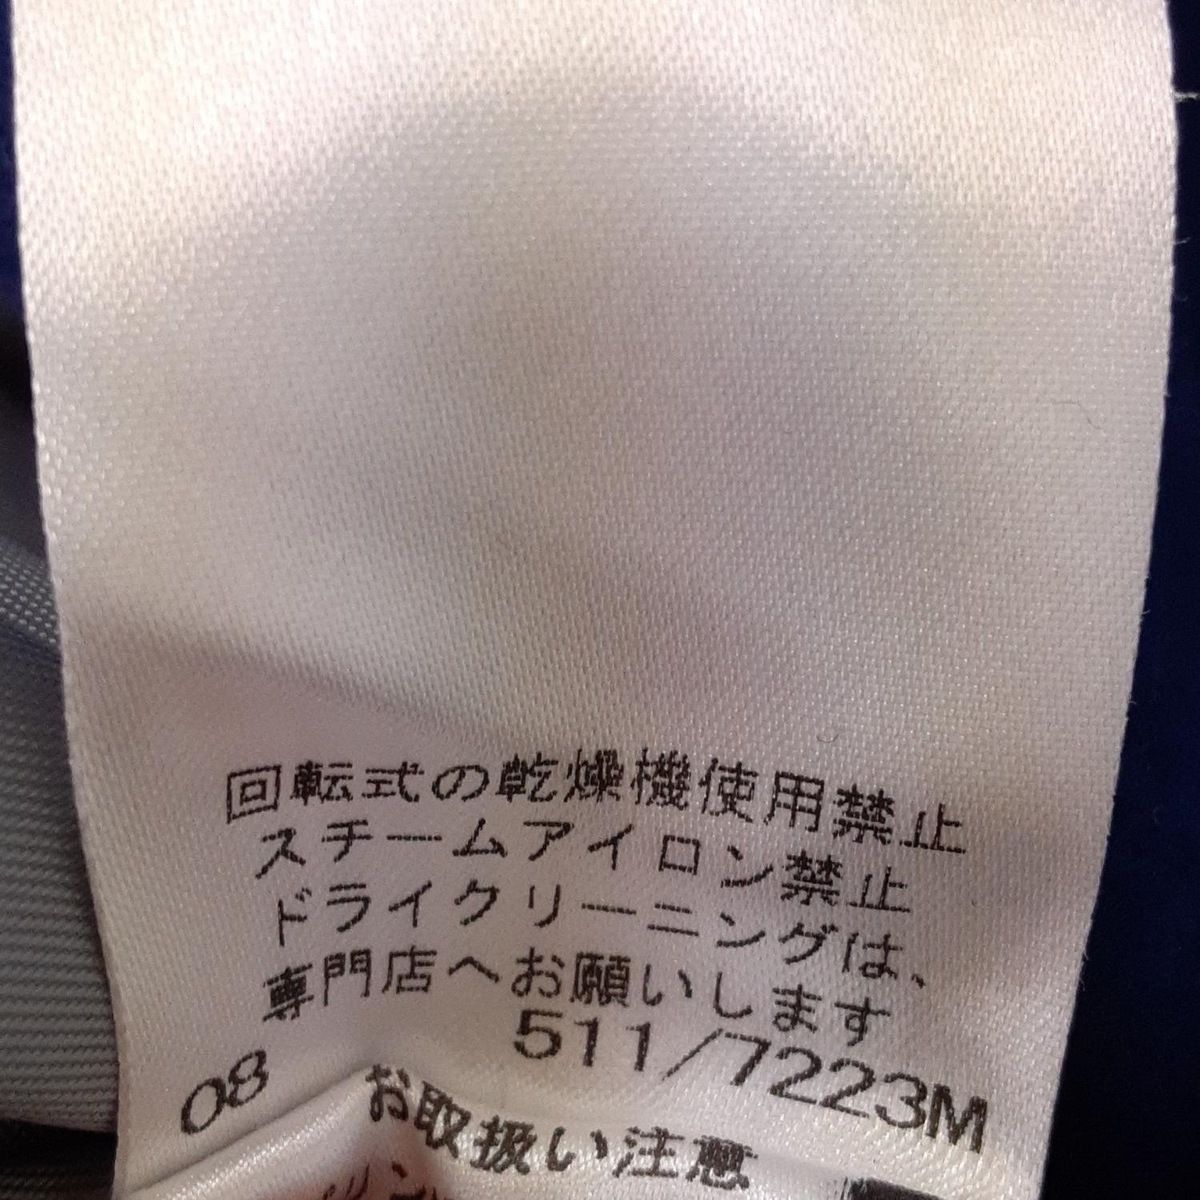 回転式の乾燥機使用禁止
スチームアイロン禁止
ドライクリーニングは、
専門店へお願いします
511/7223M
08
お取扱い注意